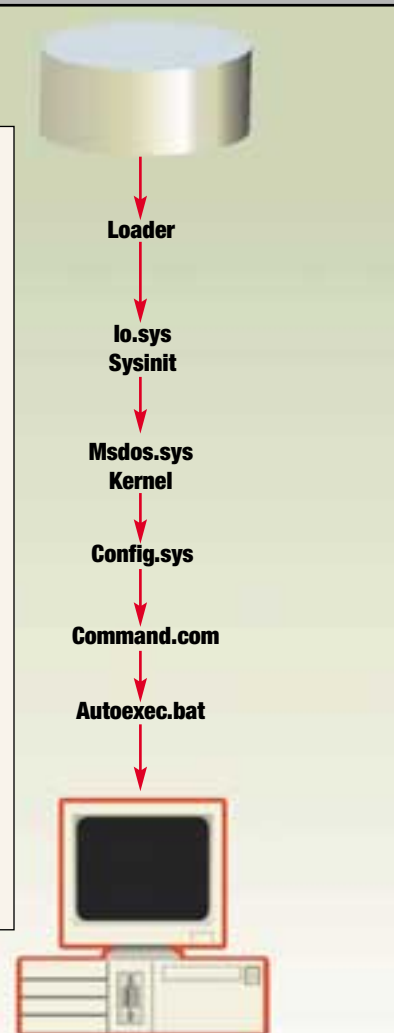 Loader
Io.sys
Sysinit
Msdos.sys
Kernel
Config.sys
Command.com
Autoexec.bat